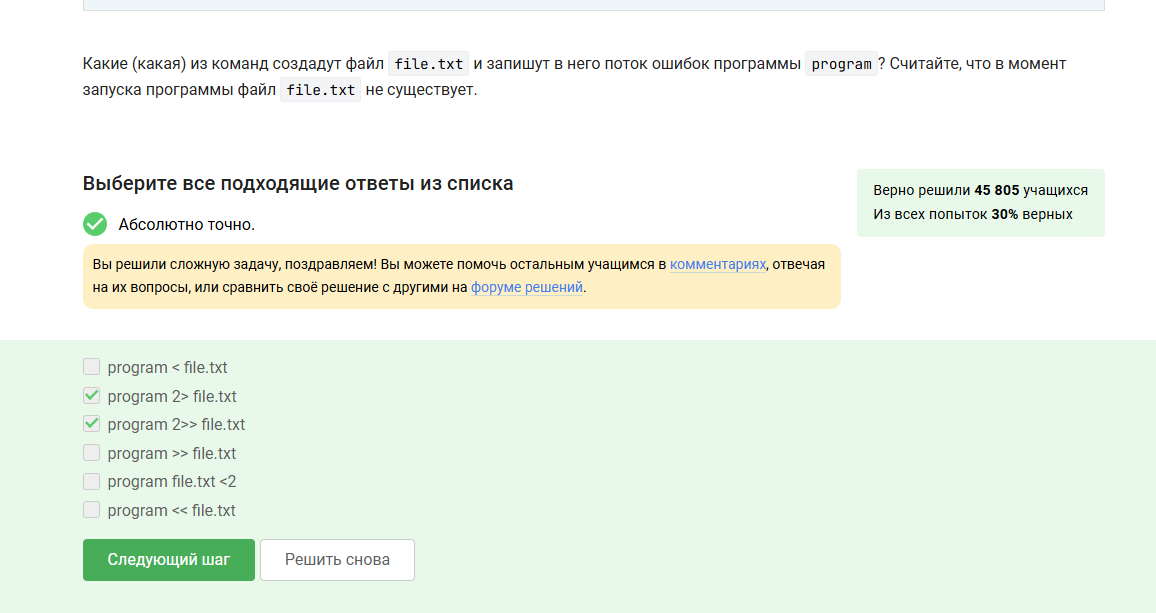 Какие (какая) из команд создадут файл file.txt и запишут в него поток ошибок программы program? Считайте, что в момент
запуска программы файл file.txt не существует.
Выберите все подходящие ответы из списка
Верно решили 45 805 учащихся
Из всех попыток 30% верных
Абсолютно точно.
Вы решили сложную задачу, поздравляем! Вы можете помочь остальным учащимся в комментариях, отвечая
на их вопросы, или сравнить своё решение с другими на форуме решений.
program < file.txt
program 2> file.txt
program 2>> file.txt
program >> file.txt
program file.txt <2
program << file.txt
Следующий шаг
Решить снова